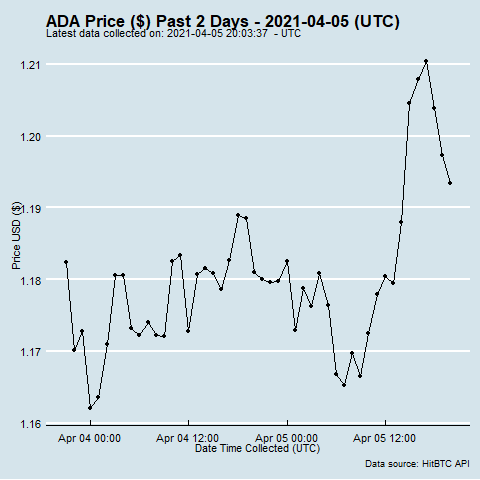 ADA Price ($) Past 2 Days - 2021-04-05 (UTC)
Latest data collected on: 2021-04-05 20:03:37 - UTC
1.21
1.20
1.19
1.18
1.17
1.16
Price USD ($)
Apr 04 00:00 Apr 04 12:00 Apr 05 00:00 Apr 05 12:00
Date Time Collected (UTC)
Data source: HitBTC API